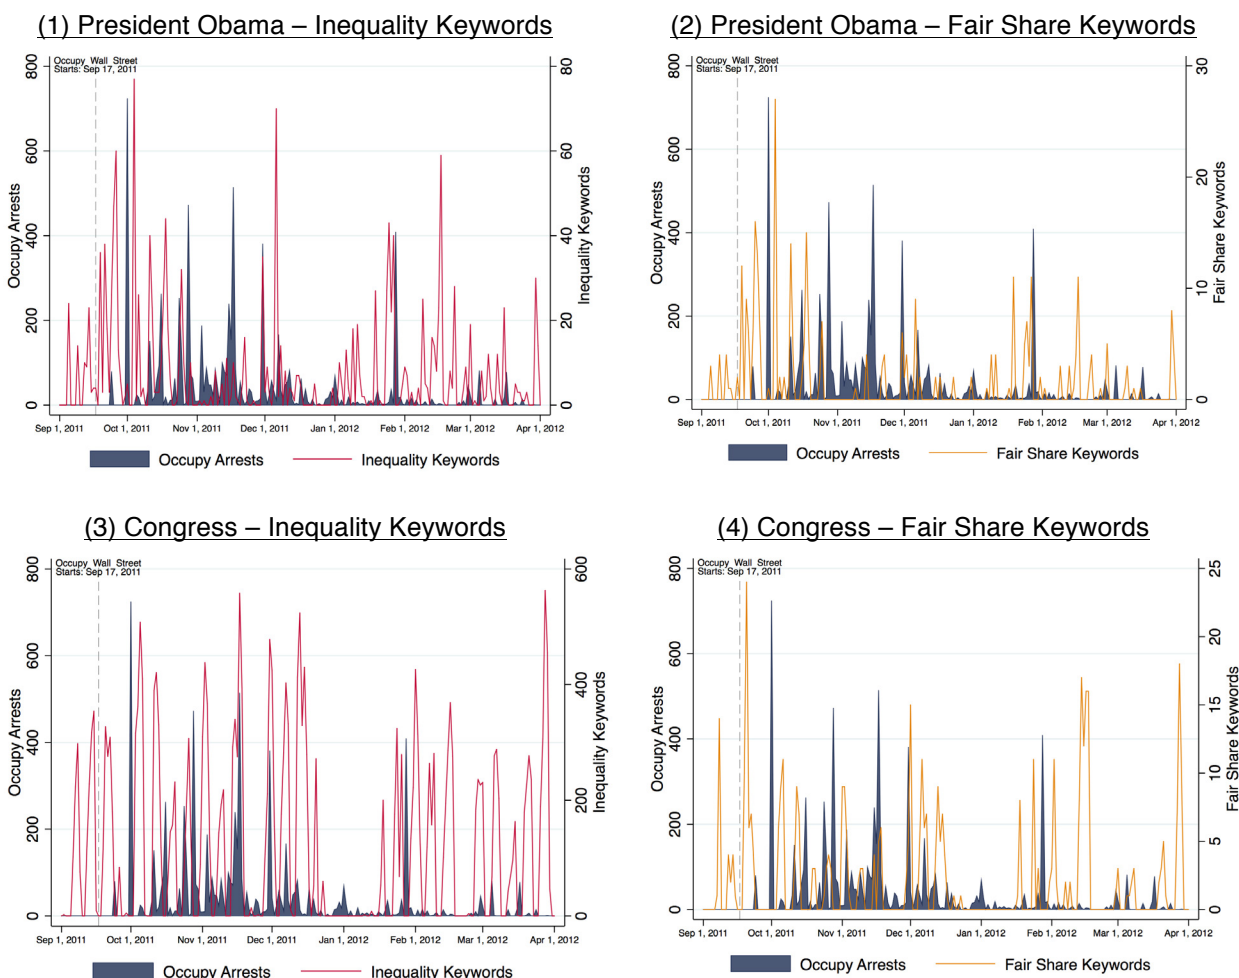 (1) President Obama – Inequality Keywords
Occupy Wall Street
Starts: Sep 17, 2011
800
600
400
200
0
Occupy Arrests
80
60
40
20
0
Inequality Keywords
Sep 1, 2011 Oct 1, 2011 Nov 1, 2011 Dec 1, 2011 Jan 1, 2012 Feb 1, 2012 Mar 1, 2012 Apr 1, 2012
Occupy Arrests Inequality Keywords
(2) President Obama – Fair Share Keywords
Occupy Wall Street
Starts: Sep 17, 2011
800
600
400
200
0
Occupy Arrests
30
20
10
0
Fair Share Keywords
Sep 1, 2011 Oct 1, 2011 Nov 1, 2011 Dec 1, 2011 Jan 1, 2012 Feb 1, 2012 Mar 1, 2012 Apr 1, 2012
Occupy Arrests Fair Share Keywords
(3) Congress – Inequality Keywords
Occupy Wall Street
Starts: Sep 17, 2011
800
600
400
200
0
Occupy Arrests
600
400
200
0
Inequality Keywords
Sep 1, 2011 Oct 1, 2011 Nov 1, 2011 Dec 1, 2011 Jan 1, 2012 Feb 1, 2012 Mar 1, 2012 Apr 1, 2012
Occupy Arrests Inequality Keywords
(4) Congress – Fair Share Keywords
Occupy Wall Street
Starts: Sep 17, 2011
800
600
400
200
0
Occupy Arrests
25
20
15
10
5
0
Fair Share Keywords
Sep 1, 2011 Oct 1, 2011 Nov 1, 2011 Dec 1, 2011 Jan 1, 2012 Feb 1, 2012 Mar 1, 2012 Apr 1, 2012
Occupy Arrests Fair Share Keywords